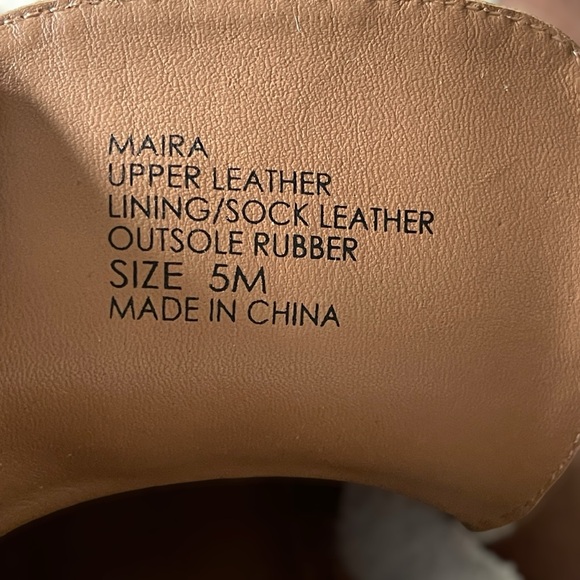 MAIRA
UPPER LEATHER
LINING/SOCK LEATHER
OUTSOLE RUBBER
SIZE 5M
MADE IN CHINA